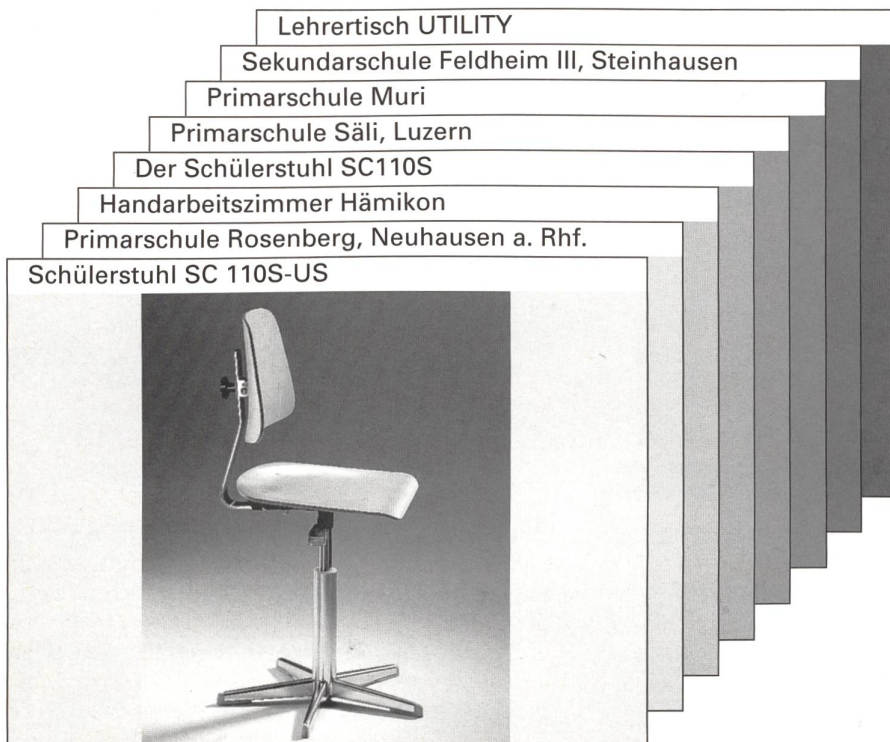 Lehrertisch UTILITY
Sekundarschule Feldheim III, Steinhausen
Primarschule Muri
Primarschule Säli, Luzern
Der Schülerstuhl SC110S
Handarbeitszimmer Hämikon
Primarschule Rosenberg, Neuhausen a. Rhf.
Schülerstuhl SC 110S-US